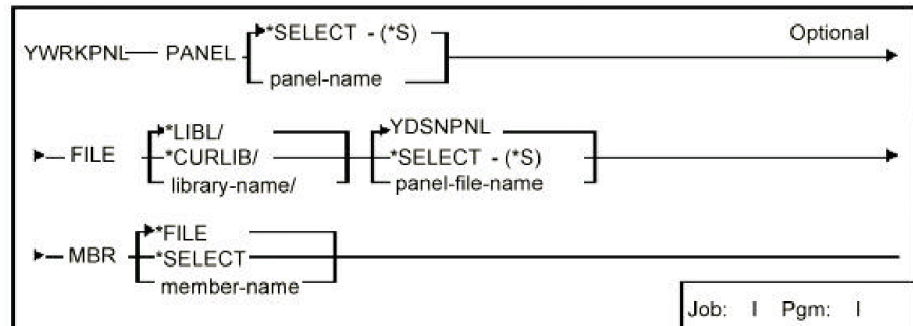 *SELECT - (*S)
Optional
YWRKPNL PANEL
panel-name
*LIBL/
YDSNPNL
FILE
*CURLIB/
*SELECT - (*S)
library-name/
panel-file-name
*FILE
MBR
*SELECT
member-name
Job: I Pgm: I